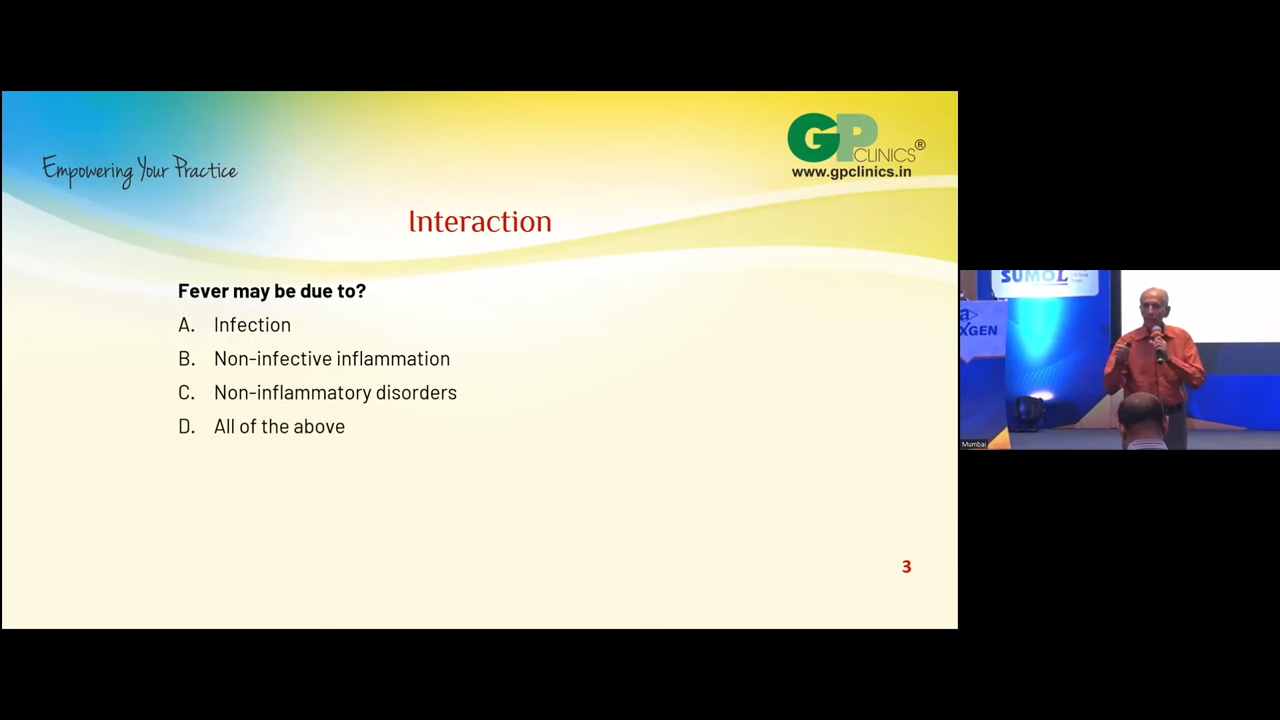 Empowering Your Practice
GP CLINICS®
www.gpclinics.in
Interaction
Fever may be due to?
A. Infection
B. Non-infective inflammation
C. Non-inflammatory disorders
D. All of the above
3
SUMOL
XGEN
Mumbai